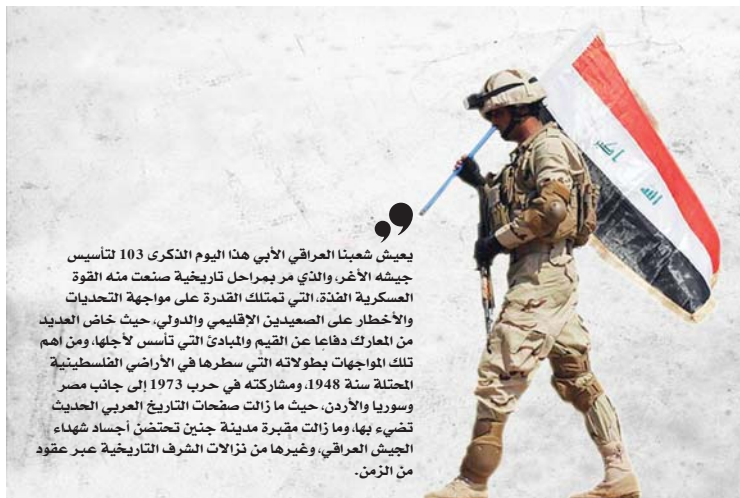 يعيش شعبنا العراقي الأبي هذا اليوم الذكرى 103 لتأسيس
جيشه الأغر، والذي مر بمراحل تاريخية صنعت منه القوة
العسكرية الفذة، التي تمتلك القدرة على مواجهة التحديات
والأخطار على الصعيدين الإقليمي والدولي، حيث خاض العديد
من المعارك دفاعا عن القيم والمبادئ التي تأسس لأجلها، ومن اهم
تلك المواجهات بطولاته التي سطرها في الأراضي الفلسطينية
المحتلة سنة 1948، ومشاركته في حرب 1973 إلى جانب مصر
وسوريا والأردن، حيث ما زالت صفحات التاريخ العربي الحديث
تضيء بها، وما زالت مقبرة مدينة جنين تحتضن أجساد شهداء
الجيش العراقي، وغيرها من نزالات الشرف التاريخية عبر عقود
من الزمن.
الله
أكبر